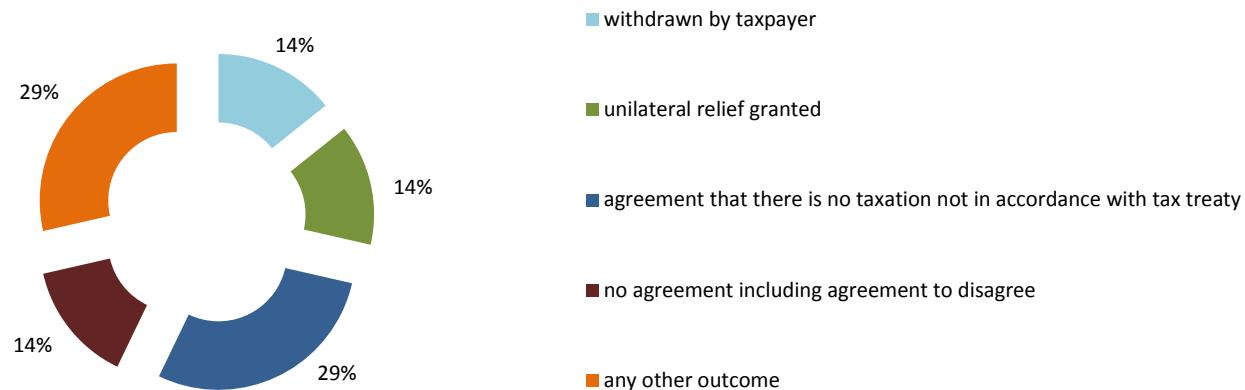 14%
14%
29%
14%
29%
withdrawn by taxpayer
unilateral relief granted
agreement that there is no taxation not in accordance with tax treaty
no agreement including agreement to disagree
any other outcome